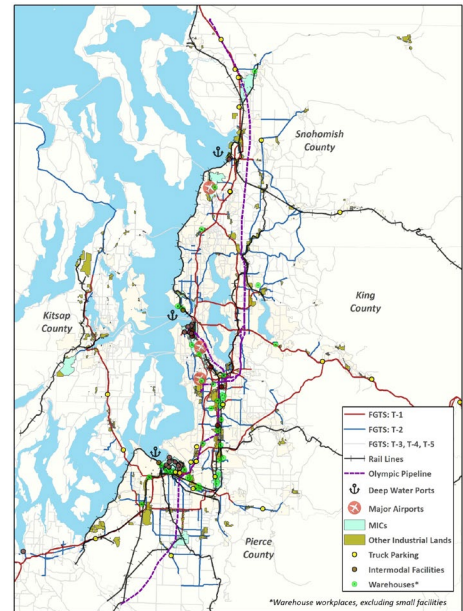 Snohomish
County
Kitsap
County
King
County
Pierce
County
FGTS: T-1
FGTS: T-2
FGTS: T-3, T-4, T-5
Rail Lines
Olympic Pipeline
Deep Water Ports
Major Airports
MICs
Other Industrial Lands
Truck Parking
Intermodal Facilities
Warehouses*
*Warehouse workplaces, excluding small facilities